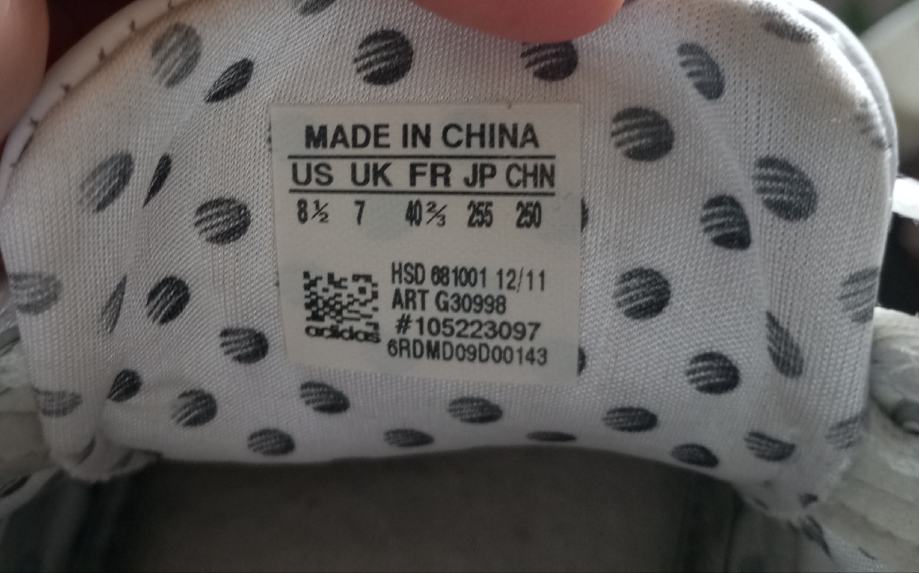 MADE IN CHINA
US UK FR JP CHN
8½ 7 40⅔ 255 250
HSD 681001 12/11
ART G30998
#105223097
adidas
6RDMD09D00143